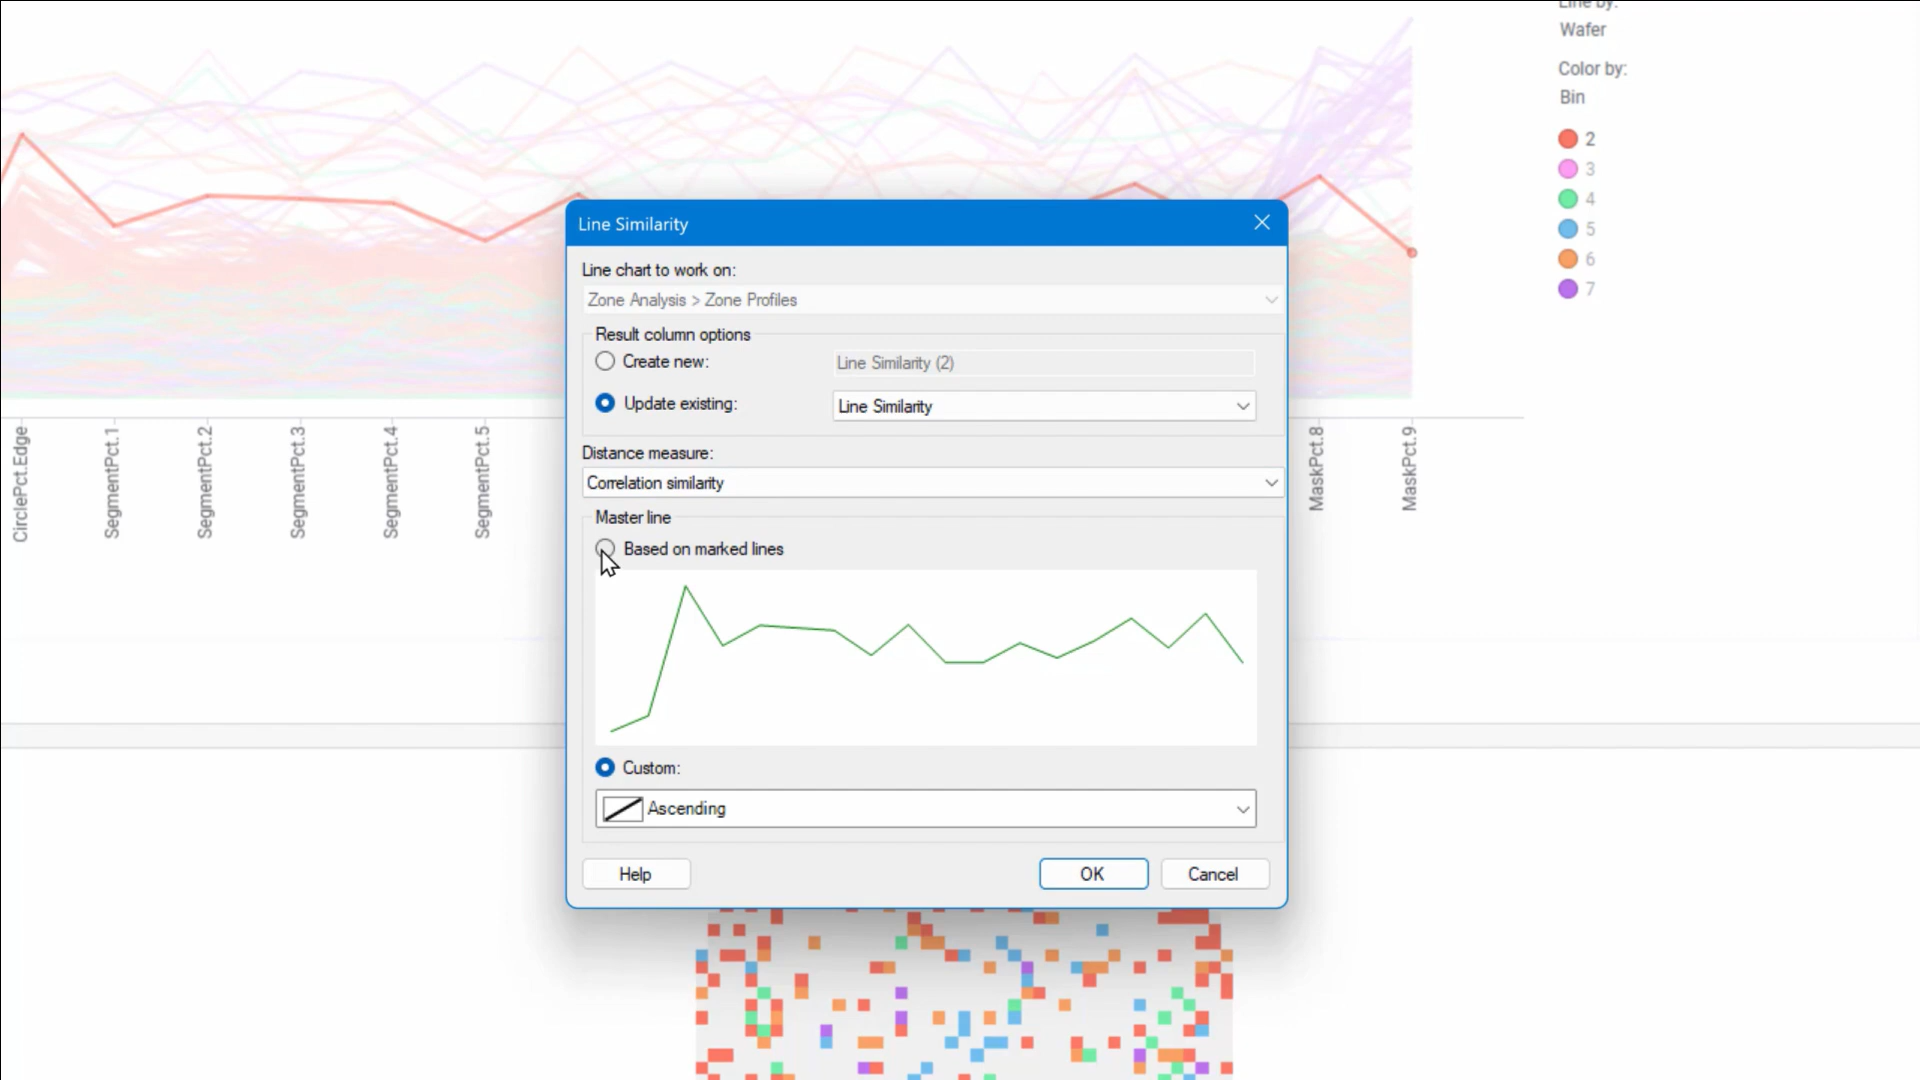 Line by:
Wafer
Color by:
Bin
2
3
4
5
6
7
CirclePct.Edge
SegmentPct.1
SegmentPct.2
SegmentPct.3
SegmentPct.4
SegmentPct.5
MaskPct.8
MaskPct.9
Line Similarity
Line chart to work on:
Zone Analysis > Zone Profiles
Result column options
Create new:
Line Similarity (2)
Update existing:
Line Similarity
Distance measure:
Correlation similarity
Master line
Based on marked lines
Custom:
Ascending
Help
OK
Cancel